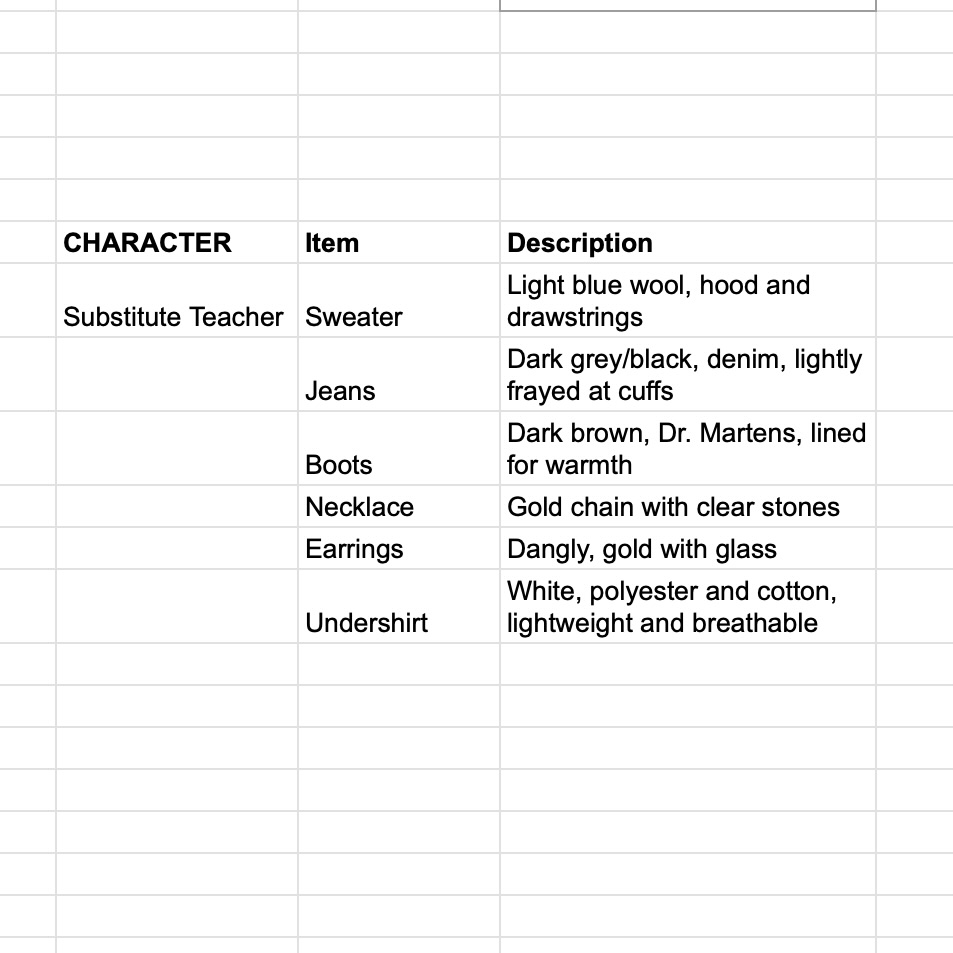 CHARACTER Item Description
Light blue wool, hood and
Substitute Teacher Sweater drawstrings
Dark grey/black, denim, lightly
Jeans frayed at cuffs
Dark brown, Dr. Martens, lined
Boots for warmth
Necklace Gold chain with clear stones
Earrings Dangly, gold with glass
White, polyester and cotton,
Undershirt lightweight and breathable